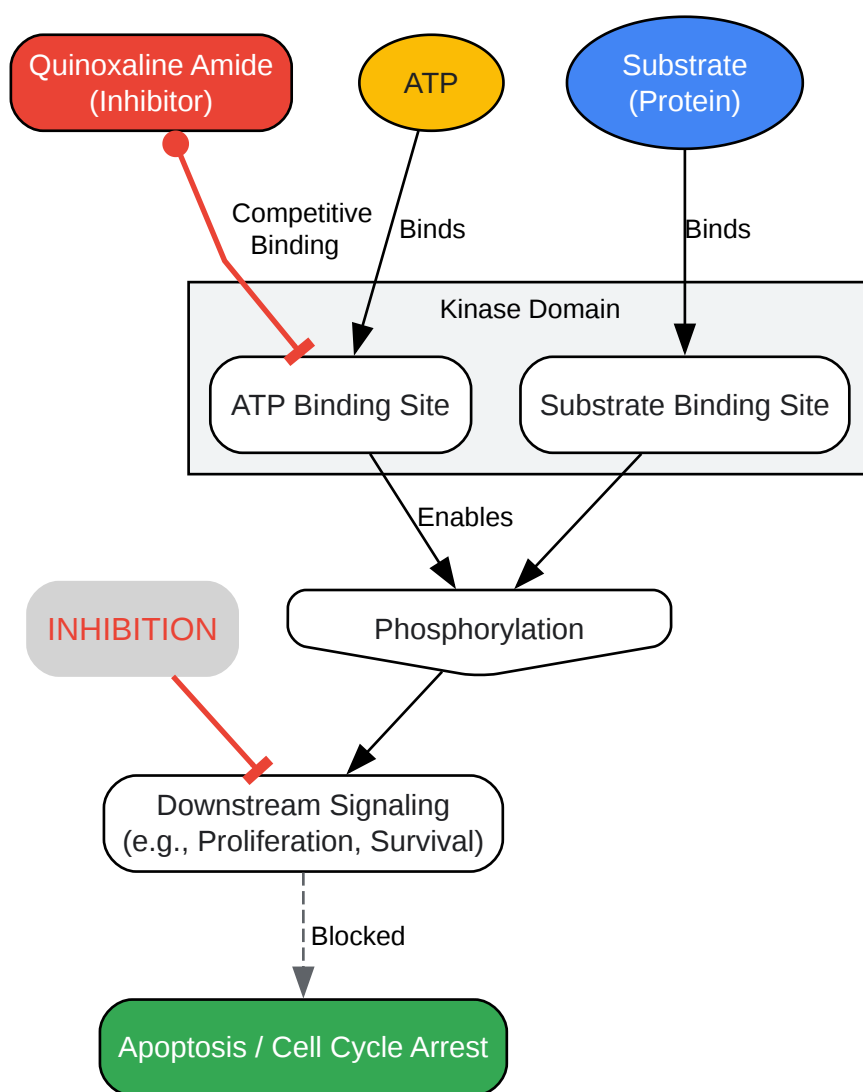 Quinoxaline Amide
(Inhibitor)
ATP
Substrate
(Protein)
Competitive
Binding
Binds
Binds
Kinase Domain
ATP Binding Site
Substrate Binding Site
Enables
INHIBITION
Phosphorylation
Downstream Signaling
(e.g., Proliferation, Survival)
Blocked
Apoptosis / Cell Cycle Arrest